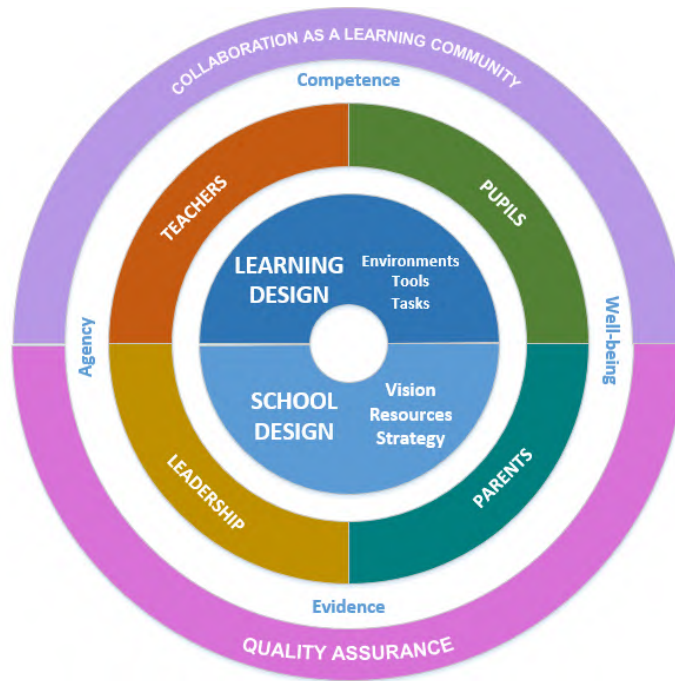 COLLABORATION AS A LEARNING COMMUNITY
Competence
TEACHERS
PUPILS
LEARNING
DESIGN
Environments
Tools
Tasks
Agency
Well-being
SCHOOL
DESIGN
Vision
Resources
Strategy
LEADERSHIP
PARENTS
Evidence
QUALITY ASSURANCE